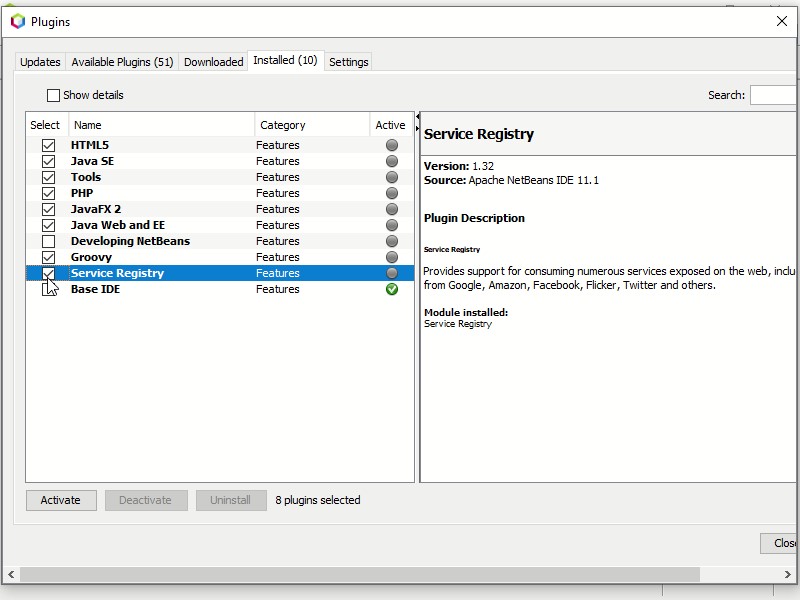 Plugins
Updates Available Plugins (51) Downloaded Installed (10) Settings
Show details Search:
Select Name Category Active
HTML5 Features
Java SE Features
Tools Features
PHP Features
JavaFX 2 Features
Java Web and EE Features
Developing NetBeans Features
Groovy Features
Service Registry Features
Base IDE Features
Service Registry
Version: 1.32
Source: Apache NetBeans IDE 11.1
Plugin Description
Service Registry
Provides support for consuming numerous services exposed on the web, inclu
from Google, Amazon, Facebook, Flicker, Twitter and others.
Module installed:
Service Registry
Activate Deactivate Uninstall 8 plugins selected
Close